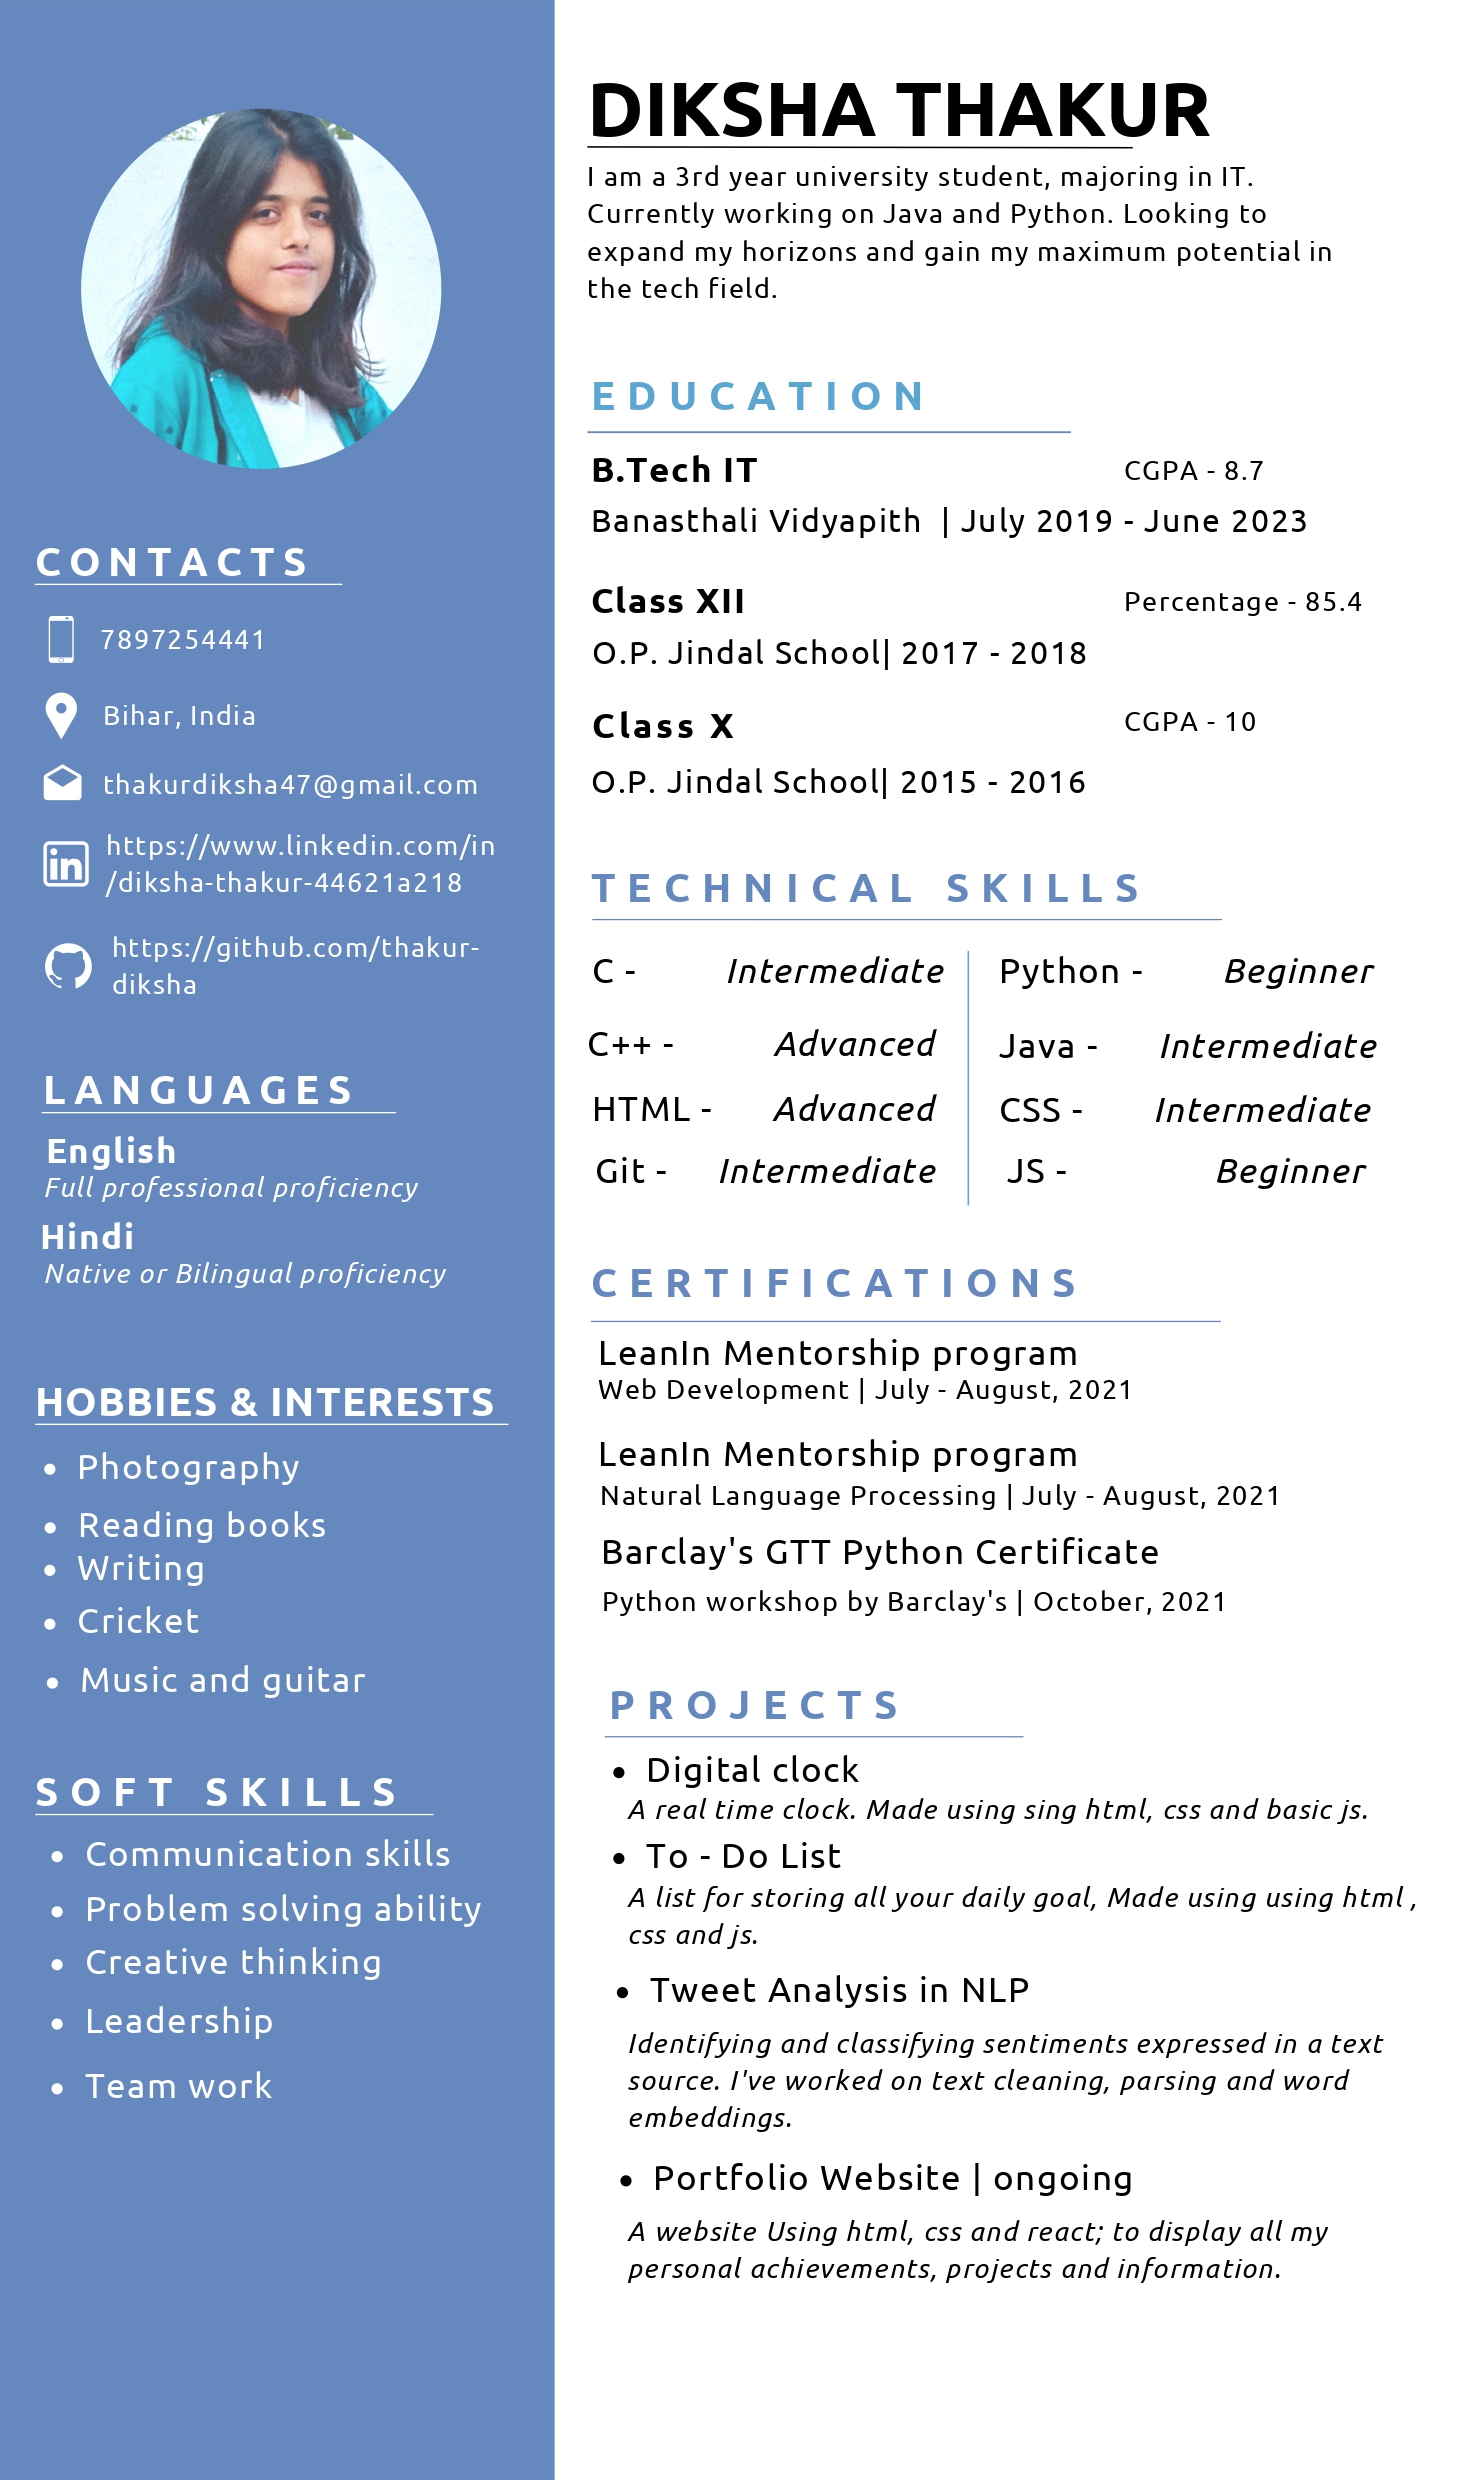 CONTACTS
7897254441
Bihar, India
thakurdiksha47@gmail.com
https://www.linkedin.com/in
/diksha-thakur-44621a218
https://github.com/thakur-
diksha
LANGUAGES
English
Full professional proficiency
Hindi
Native or Bilingual proficiency
HOBBIES & INTERESTS
• Photography
• Reading books
• Writing
• Cricket
• Music and guitar
SOFT SKILLS
• Communication skills
• Problem solving ability
• Creative thinking
• Leadership
• Team work
DIKSHA THAKUR
I am a 3rd year university student, majoring in IT.
Currently working on Java and Python. Looking to
expand my horizons and gain my maximum potential in
the tech field.
EDUCATION
B.Tech IT CGPA - 8.7
Banasthali Vidyapith | July 2019 - June 2023
Class XII Percentage - 85.4
O.P. Jindal School| 2017 - 2018
Class X CGPA - 10
O.P. Jindal School| 2015 - 2016
TECHNICAL SKILLS
C - Intermediate Python - Beginner
C++ - Advanced Java - Intermediate
HTML - Advanced CSS - Intermediate
Git - Intermediate JS - Beginner
CERTIFICATIONS
LeanIn Mentorship program
Web Development | July - August, 2021
LeanIn Mentorship program
Natural Language Processing | July - August, 2021
Barclay's GTT Python Certificate
Python workshop by Barclay's | October, 2021
PROJECTS
• Digital clock
A real time clock. Made using sing html, css and basic js.
• To - Do List
A list for storing all your daily goal, Made using using html ,
css and js.
• Tweet Analysis in NLP
Identifying and classifying sentiments expressed in a text
source. I've worked on text cleaning, parsing and word
embeddings.
• Portfolio Website | ongoing
A website Using html, css and react; to display all my
personal achievements, projects and information.